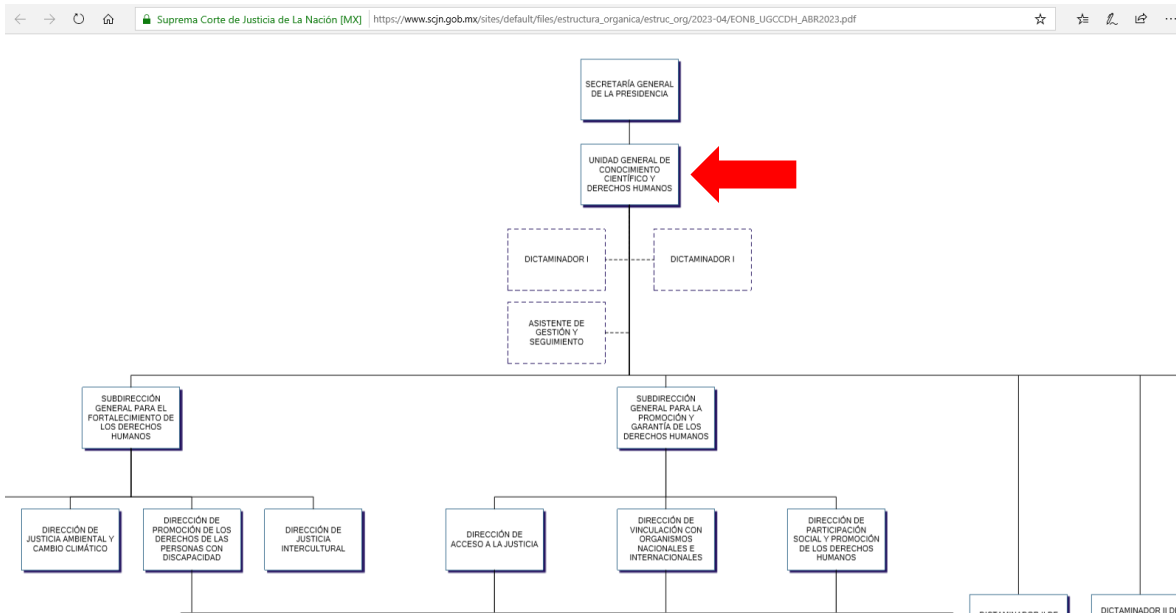 Suprema Corte de Justicia de La Nación [MX]
https://www.scjn.gob.mx/sites/default/files/estructura_organica/estruc_org/2023-04/EONB_UGCCDH_ABR2023.pdf
SECRETARÍA GENERAL
DE LA PRESIDENCIA
UNIDAD GENERAL DE
CONOCIMIENTO
CIENTÍFICO Y
DERECHOS HUMANOS
DICTAMINADOR I
DICTAMINADOR I
ASISTENTE DE
GESTIÓN Y
SEGUIMIENTO
SUBDIRECCIÓN
GENERAL PARA EL
FORTALECIMIENTO DE
LOS DERECHOS
HUMANOS
SUBDIRECCIÓN
GENERAL PARA LA
PROMOCIÓN Y
GARANTÍA DE LOS
DERECHOS HUMANOS
DIRECCIÓN DE
JUSTICIA AMBIENTAL Y
CAMBIO CLIMÁTICO
DIRECCIÓN DE
PROMOCIÓN DE LOS
DERECHOS DE LAS
PERSONAS CON
DISCAPACIDAD
DIRECCIÓN DE
JUSTICIA
INTERCULTURAL
DIRECCIÓN DE
ACCESO A LA JUSTICIA
DIRECCIÓN DE
VINCULACIÓN CON
ORGANISMOS
NACIONALES E
INTERNACIONALES
DIRECCIÓN DE
PARTICIPACIÓN
SOCIAL Y PROMOCIÓN
DE LOS DERECHOS
HUMANOS
DICTAMINADOR II